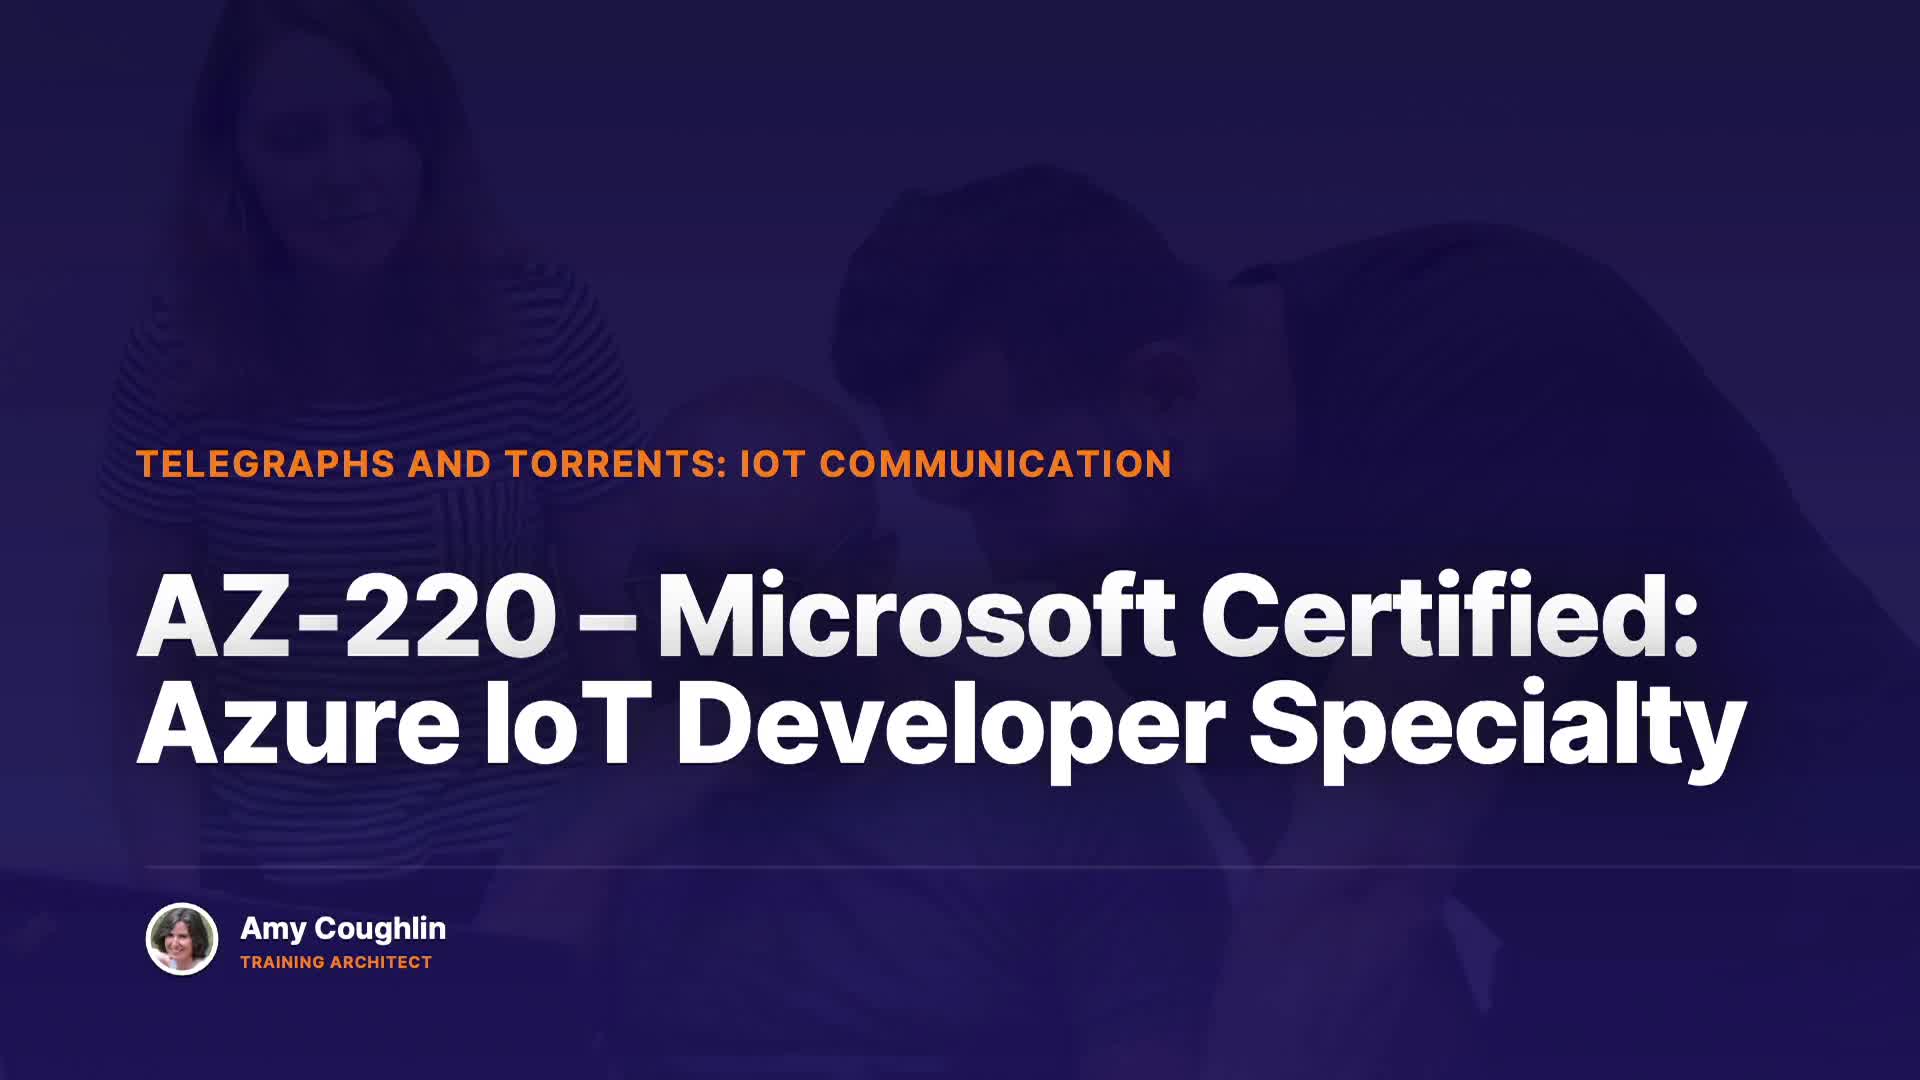 TELEGRAPHS AND TORRENTS: IOT COMMUNICATION
AZ-220 – Microsoft Certified:
Azure IoT Developer Specialty
Amy Coughlin
TRAINING ARCHITECT